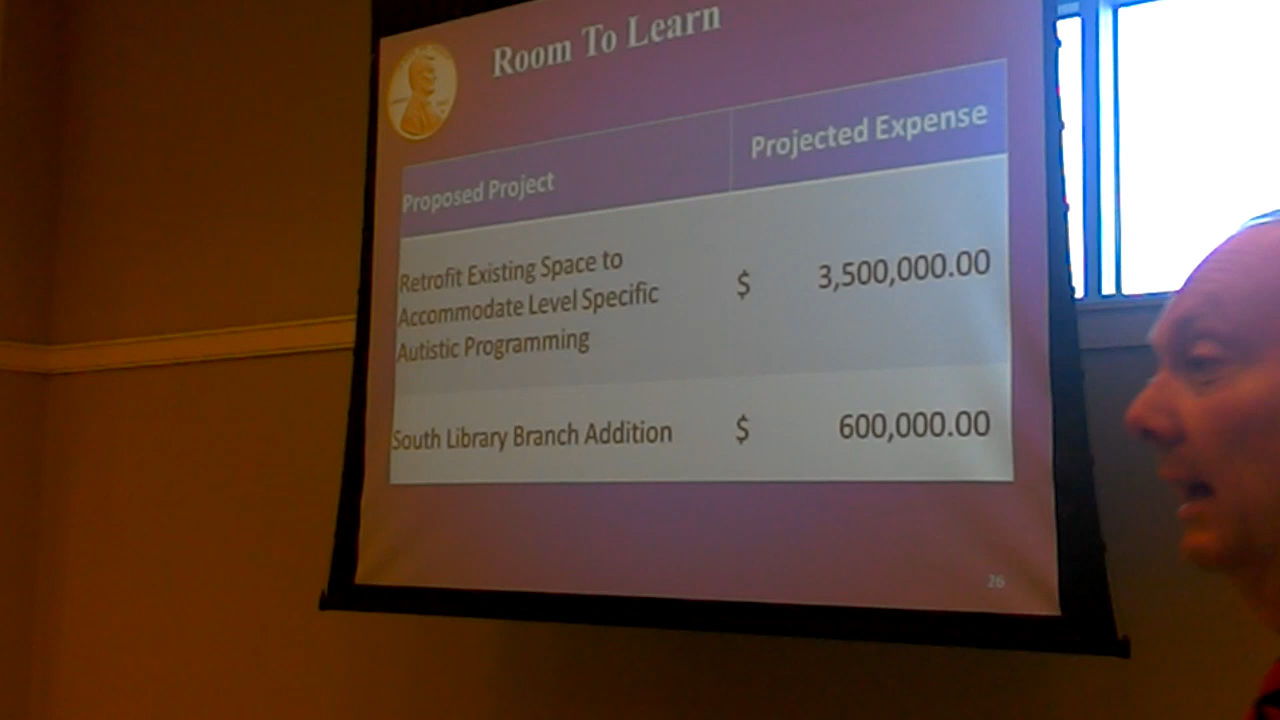 Room To Learn
Proposed Project
Projected Expense
Retrofit Existing Space to
Accommodate Level Specific
Autistic Programming
$ 3,500,000.00
South Library Branch Addition
$ 600,000.00
26